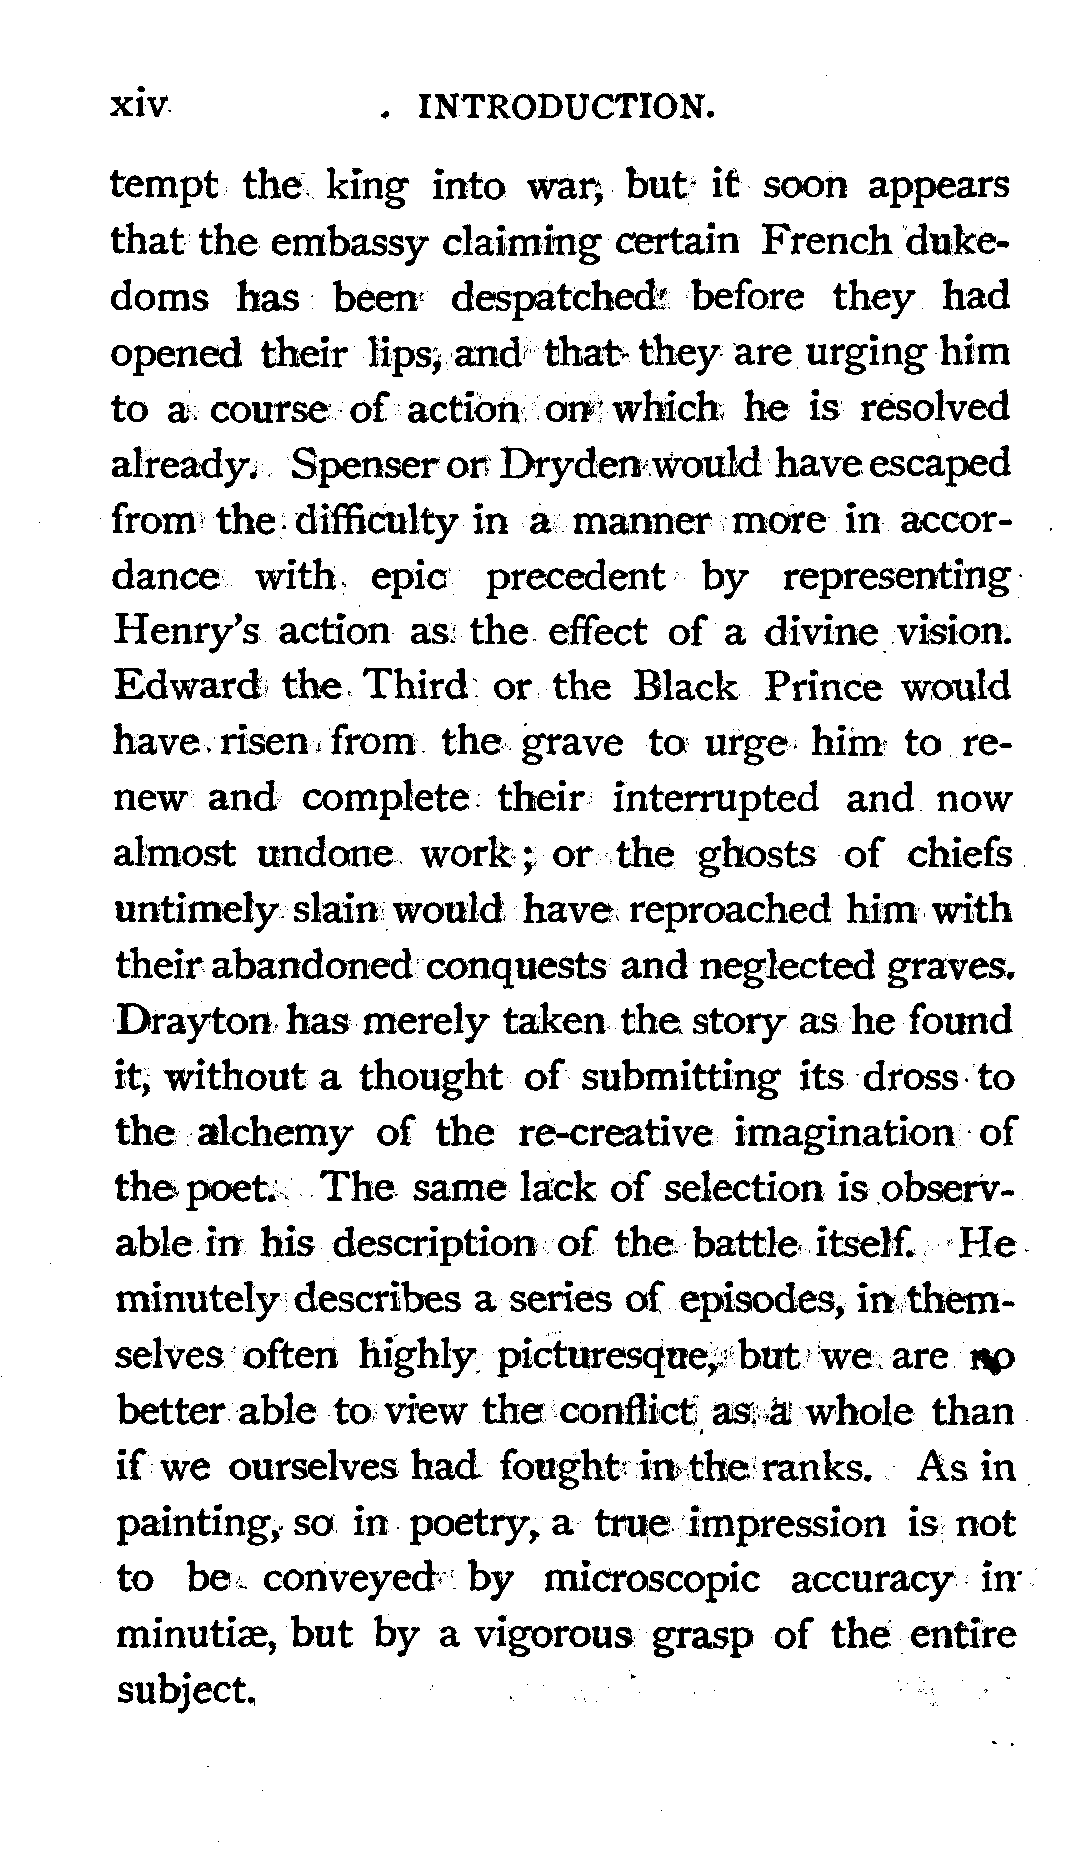 xiv INTRODUCTION.
tempt the king into war, but it soon appears
that the embassy claiming certain French duke-
doms has been despatched before they had
opened their lips, and that they are urging him
to a course of action on which he is resolved
already. Spenser or Dryden would have escaped
from the difficulty in a manner more in accor-
dance with epic precedent by representing
Henry's action as the effect of a divine vision.
Edward the Third or the Black Prince would
have risen from the grave to urge him to re-
new and complete their interrupted and now
almost undone work; or the ghosts of chiefs
untimely slain would have reproached him with
their abandoned conquests and neglected graves.
Drayton has merely taken the story as he found
it, without a thought of submitting its dross to
the alchemy of the re-creative imagination of
the poet. The same lack of selection is observ-
able in his description of the battle itself. He
minutely describes a series of episodes, in them-
selves often highly picturesque, but we are no
better able to view the conflict as a whole than
if we ourselves had fought in the ranks. As in
painting, so in poetry, a true impression is not
to be conveyed by microscopic accuracy in
minutiæ, but by a vigorous grasp of the entire
subject.